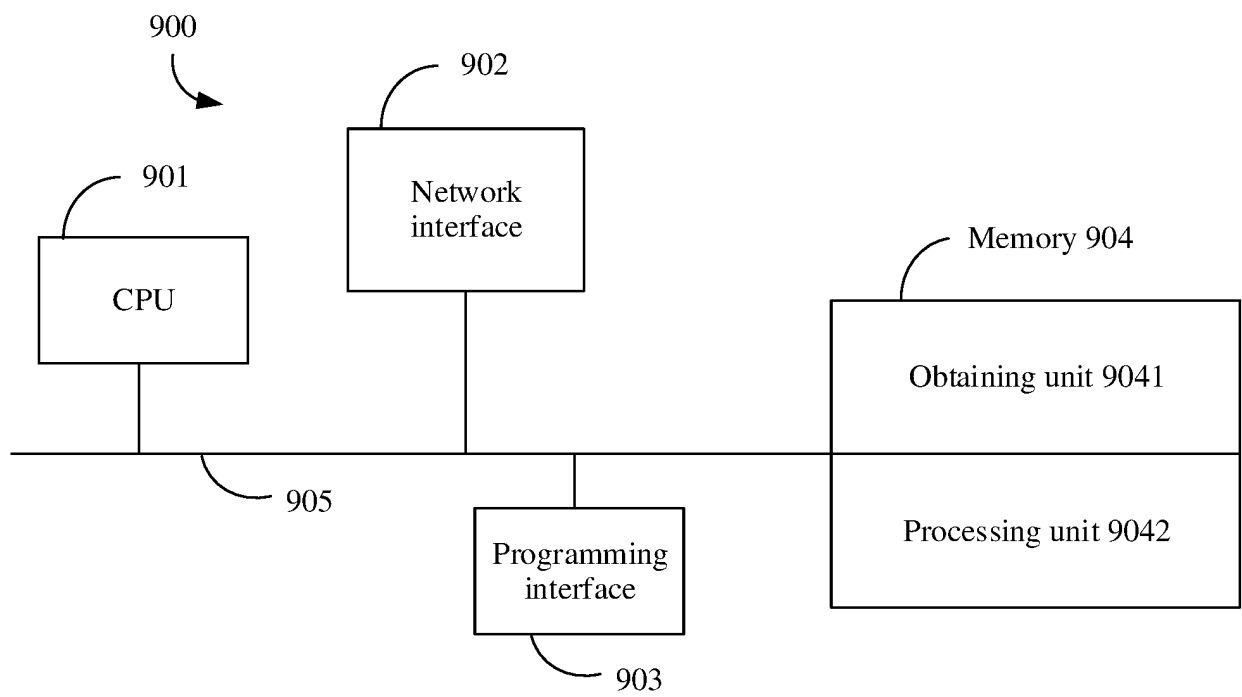 900
902
901
Network
interface
Memory 904
CPU
Obtaining unit 9041
905
Programming
interface
Processing unit 9042
903